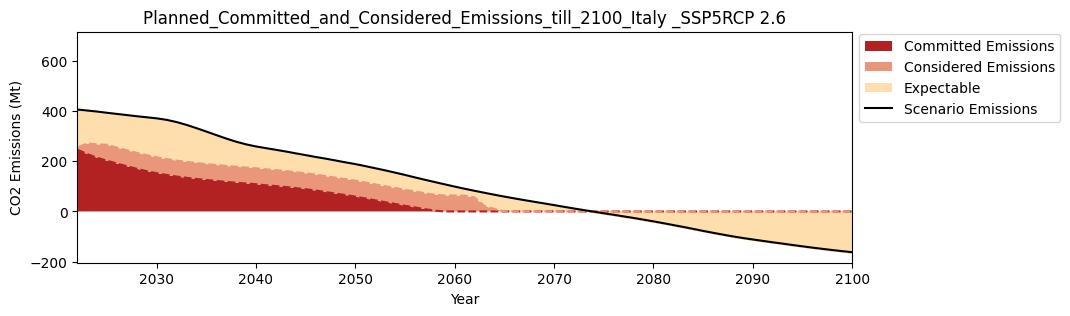 Planned_Committed_and_Considered_Emissions_till_2100_Italy _SSP5RCP 2.6
CO2 Emissions (Mt)
600
400
200
0
−200
2030
2040
2050
2060
2070
2080
2090
2100
Year
Committed Emissions
Considered Emissions
Expectable
Scenario Emissions